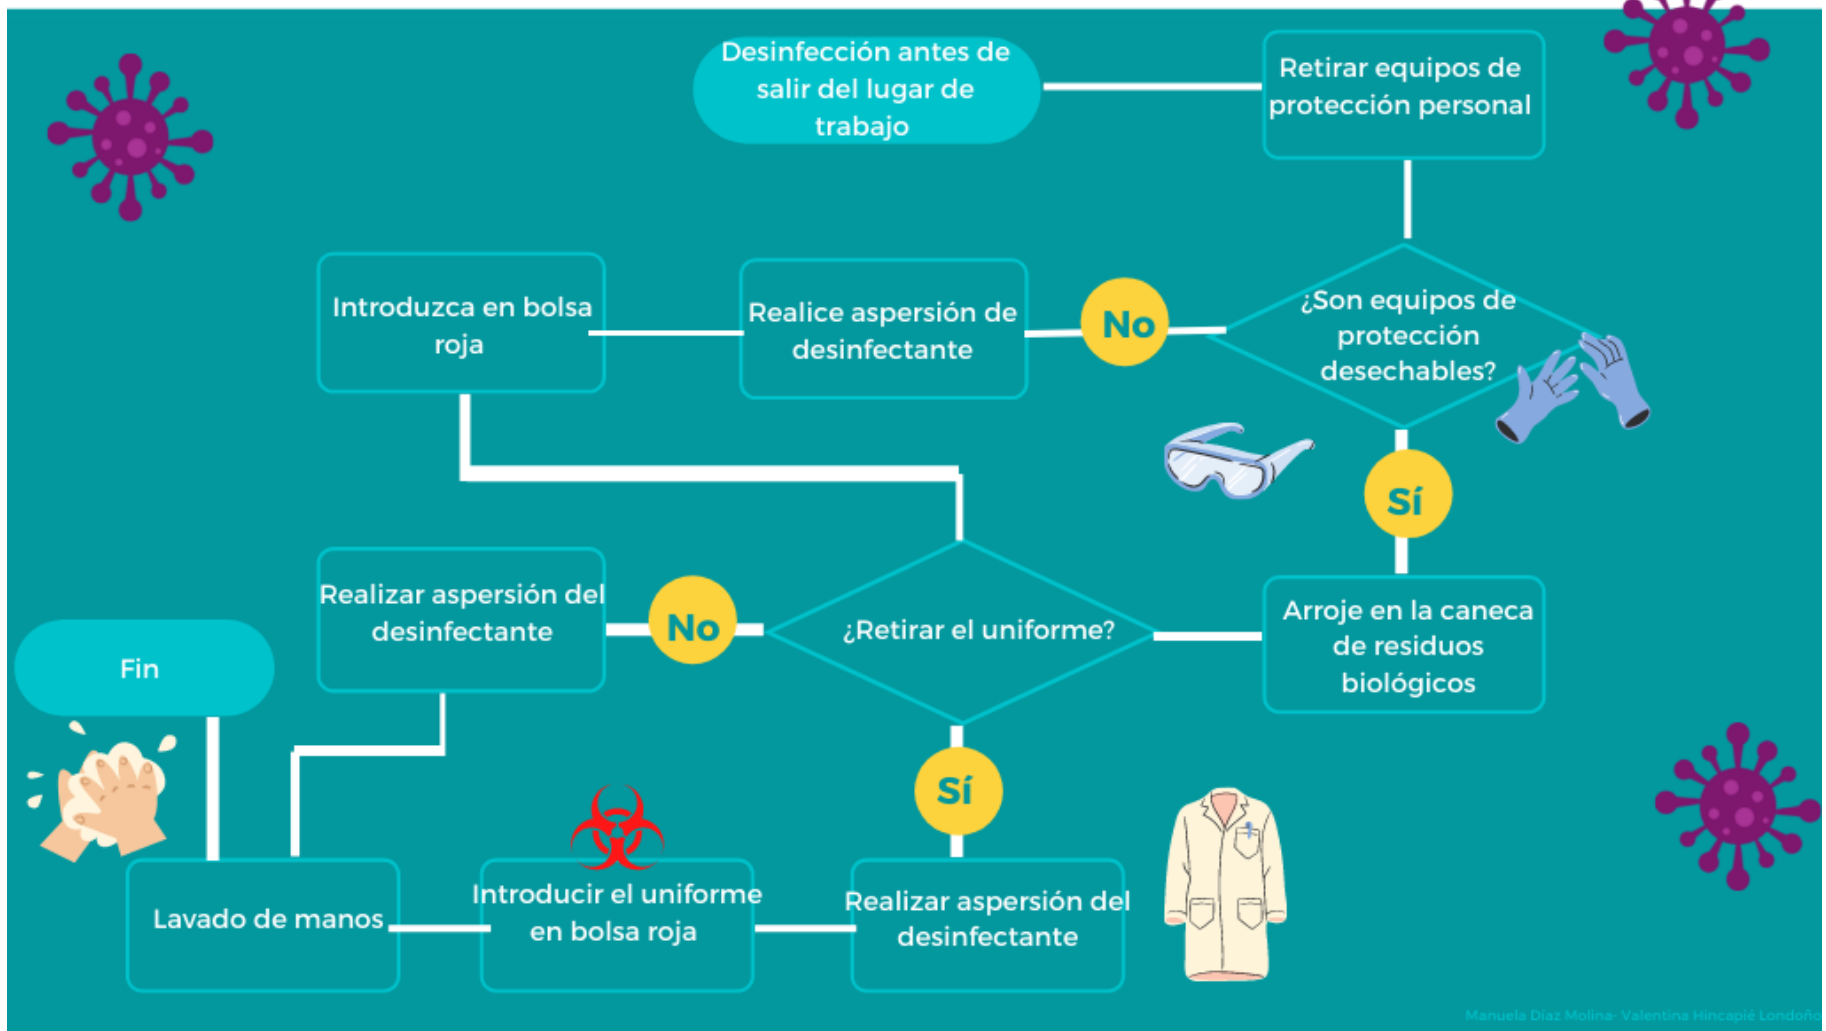 Desinfección antes de
salir del lugar de
trabajo
Retirar equipos de
protección personal
¿Son equipos de
protección
desechables?
No
Realice aspersión de
desinfectante
Introduzca en bolsa
roja
Sí
Arroje en la caneca
de residuos
biológicos
¿Retirar el uniforme?
No
Realizar aspersión del
desinfectante
Sí
Realizar aspersión del
desinfectante
Introducir el uniforme
en bolsa roja
Lavado de manos
Fin
Manuela Díaz Molina- Valentina Hincapié Londoño